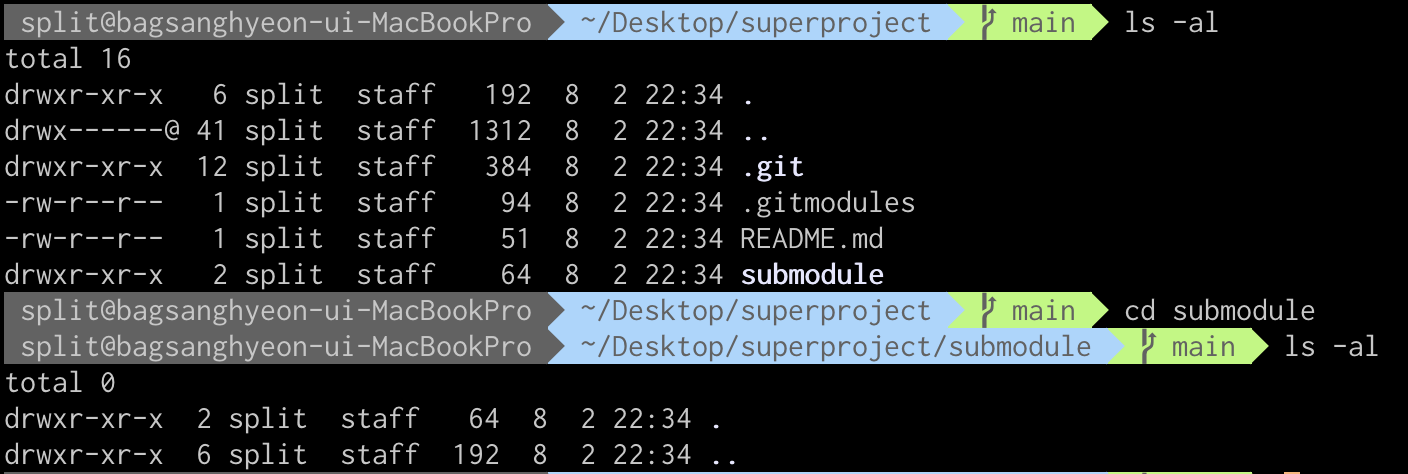 split@bagsanghyeon-ui-MacBookPro ~/Desktop/superproject main ls -al
total 16
drwxr-xr-x   6 split  staff   192  8  2 22:34 .
drwx------@ 41 split  staff  1312  8  2 22:34 ..
drwxr-xr-x  12 split  staff   384  8  2 22:34 .git
-rw-r--r--   1 split  staff    94  8  2 22:34 .gitmodules
-rw-r--r--   1 split  staff    51  8  2 22:34 README.md
drwxr-xr-x   2 split  staff    64  8  2 22:34 submodule
split@bagsanghyeon-ui-MacBookPro ~/Desktop/superproject main cd submodule
split@bagsanghyeon-ui-MacBookPro ~/Desktop/superproject/submodule main ls -al
total 0
drwxr-xr-x  2 split  staff   64  8  2 22:34 .
drwxr-xr-x  6 split  staff  192  8  2 22:34 ..